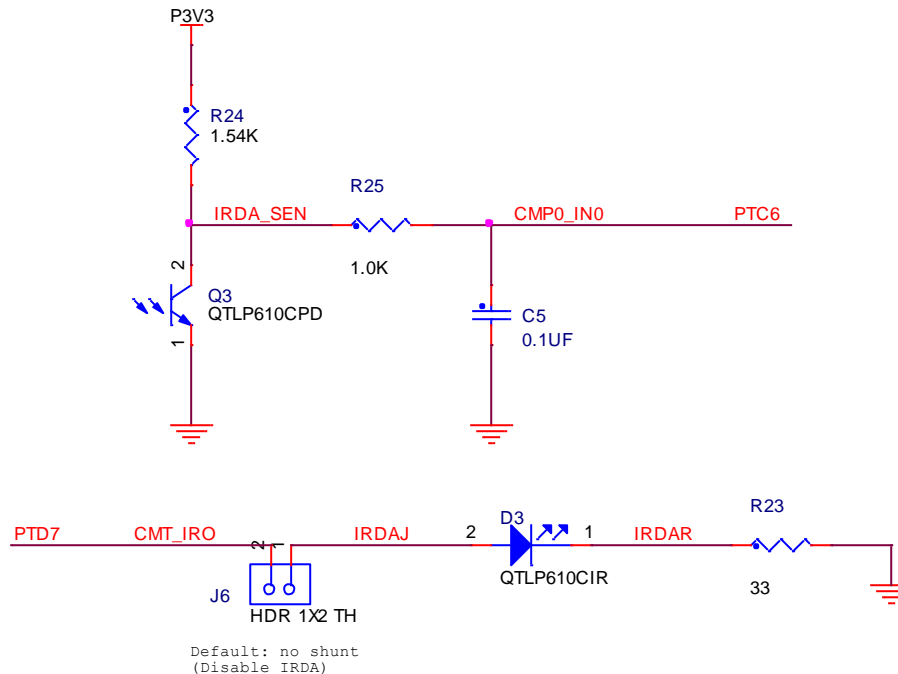 P3V3
R24
1.54K
R25
IRDA_SEN
CMP0_IN0
PTC6
1.0K
2
Q3
QTLP610CPD
1
C5
0.1UF
R23
D3
PTD7
CMT_IRO
2
1
IRDAJ
2
1
IRDAR
QTLP610CIR
33
J6
HDR 1X2 TH
Default: no shunt
(Disable IRDA)